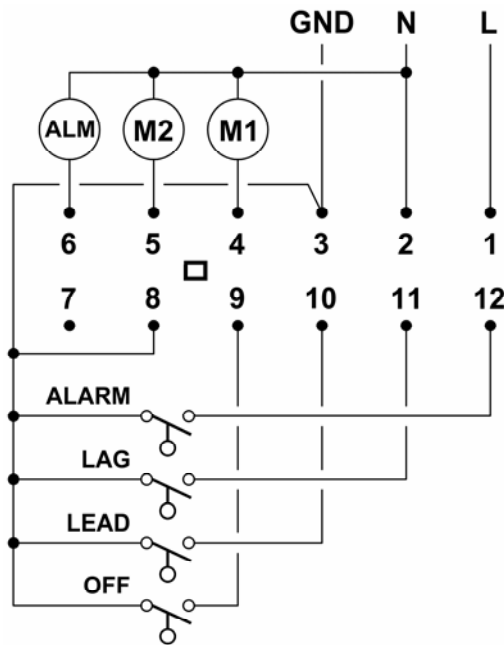 GND N L
ALM M2 M1
6 5 4 3 2 1
7 8 9 10 11 12
ALARM
LAG
LEAD
OFF